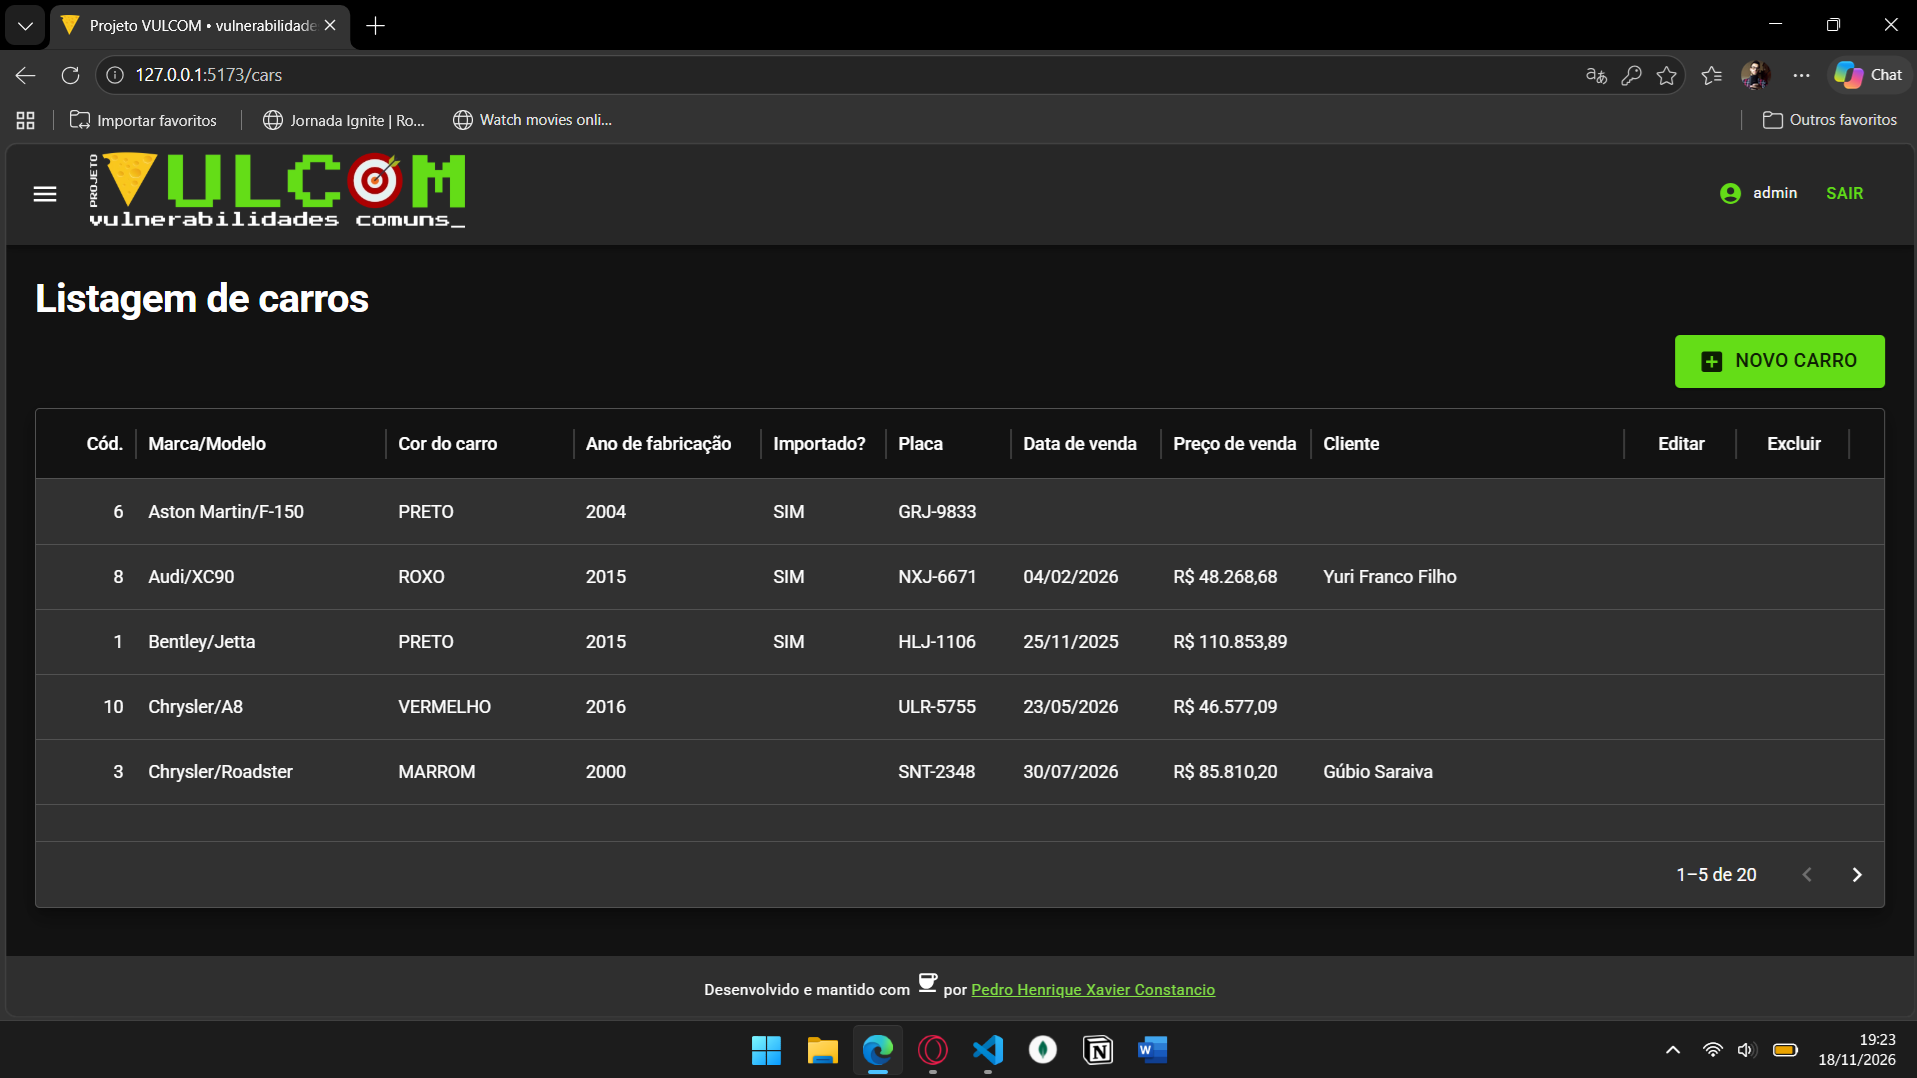 Projeto VULCOM • vulnerabilidade
127.0.0.1:5173/cars
Chat
Importar favoritos
Jornada Ignite | Ro...
Watch movies onli...
Outros favoritos
PROJETO VULCOM
vulnerabilidades comuns_
admin SAIR
Listagem de carros
NOVO CARRO
Cód. Marca/Modelo Cor do carro Ano de fabricação Importado? Placa Data de venda Preço de venda Cliente Editar Excluir
6 Aston Martin/F-150 PRETO 2004 SIM GRJ-9833
8 Audi/XC90 ROXO 2015 SIM NXJ-6671 04/02/2026 R$ 48.268,68 Yuri Franco Filho
1 Bentley/Jetta PRETO 2015 SIM HLJ-1106 25/11/2025 R$ 110.853,89
10 Chrysler/A8 VERMELHO 2016 ULR-5755 23/05/2026 R$ 46.577,09
3 Chrysler/Roadster MARROM 2000 SNT-2348 30/07/2026 R$ 85.810,20 Gúbio Saraiva
1–5 de 20
Desenvolvido e mantido com por Pedro Henrique Xavier Constancio
19:23
18/11/2026